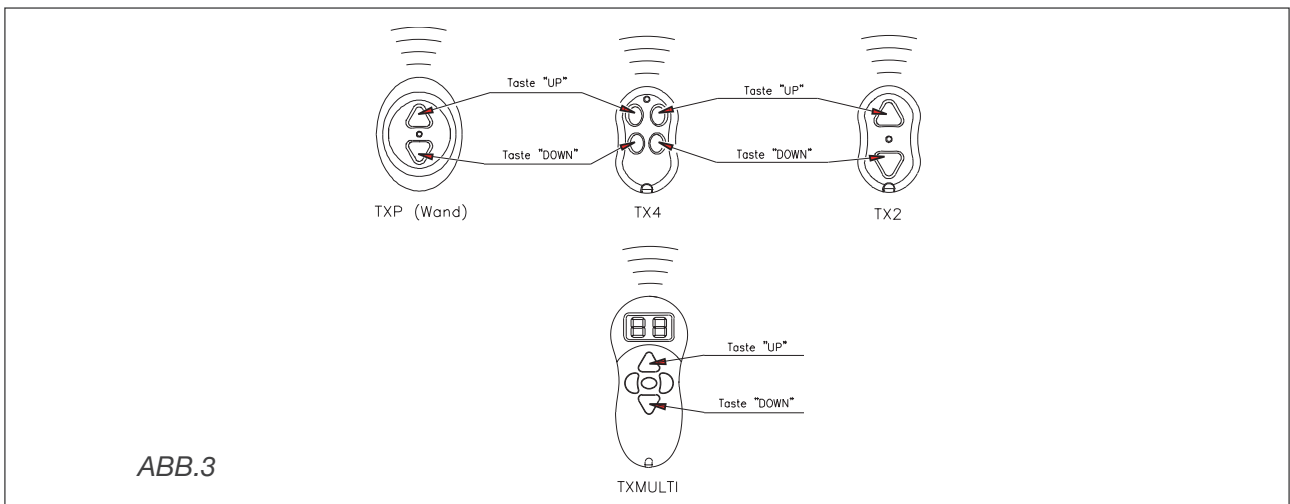 Taste "UP"
Taste "UP"
Taste "DOWN"
Taste "DOWN"
TXP (Wand)
TX4
TX2
88
Taste "UP"
Taste "DOWN"
ABB.3
TXMULTI